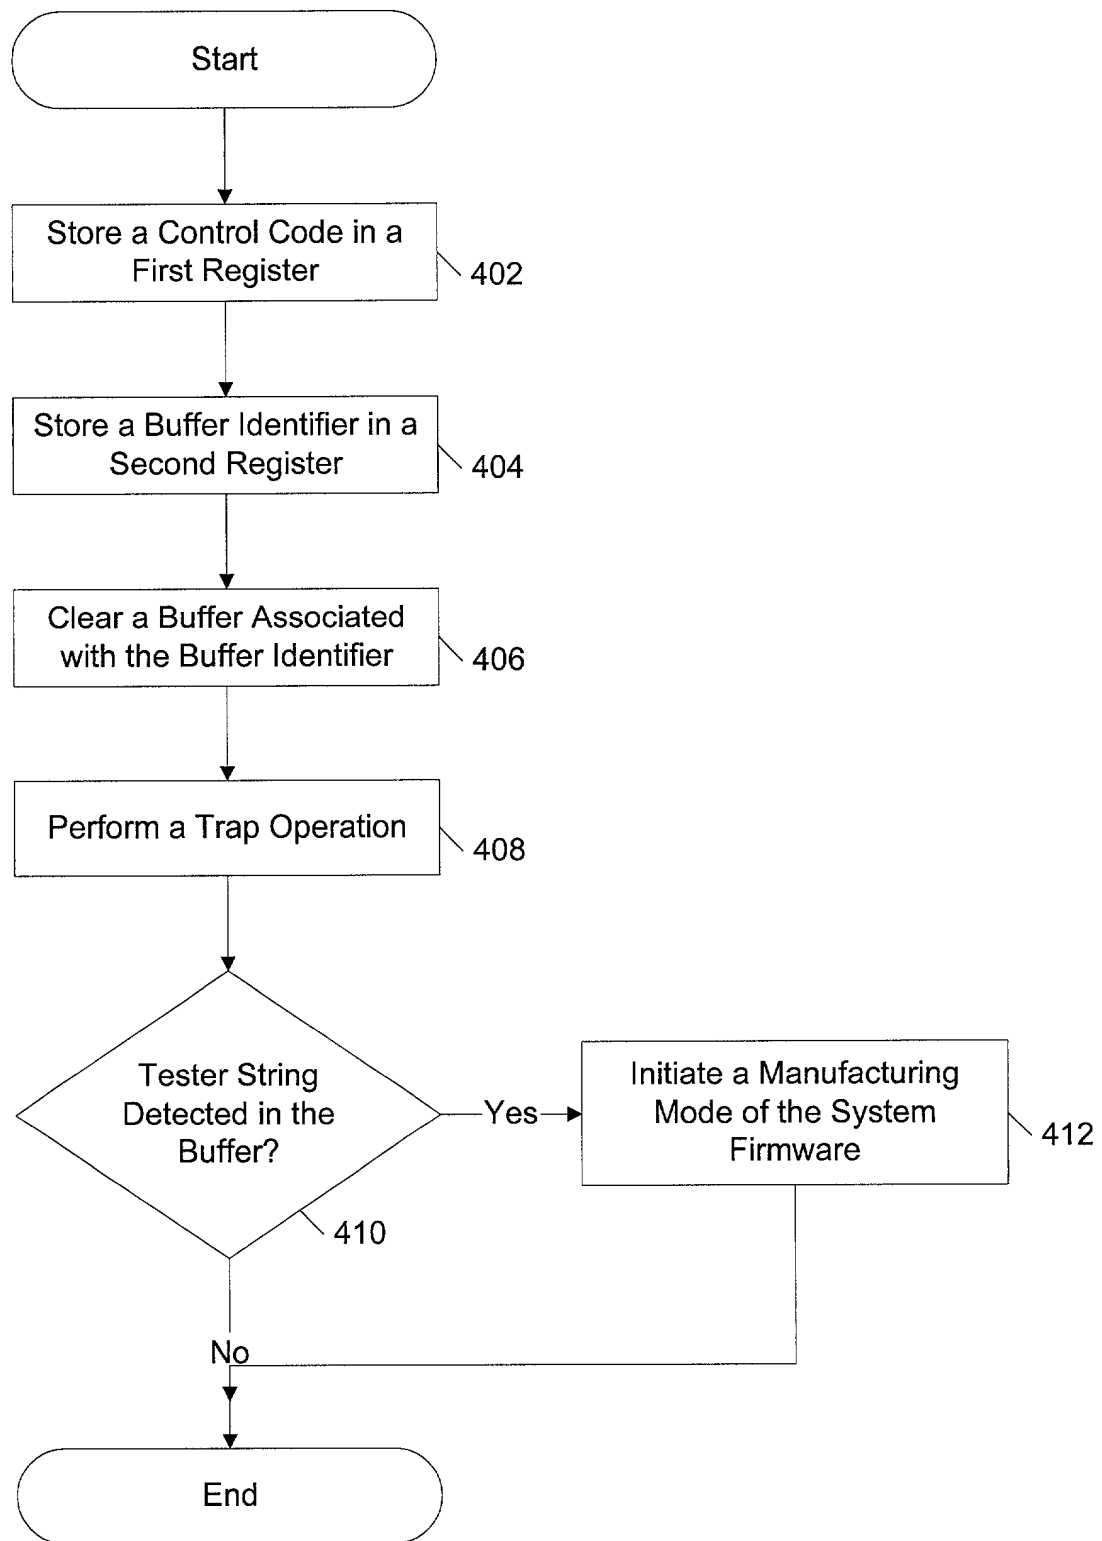 Start
Store a Control Code in a
First Register
402
Store a Buffer Identifier in a
Second Register
404
Clear a Buffer Associated
with the Buffer Identifier
406
Perform a Trap Operation
408
Tester String
Detected in the
Buffer?
410
Yes
Initiate a Manufacturing
Mode of the System
Firmware
412
No
End